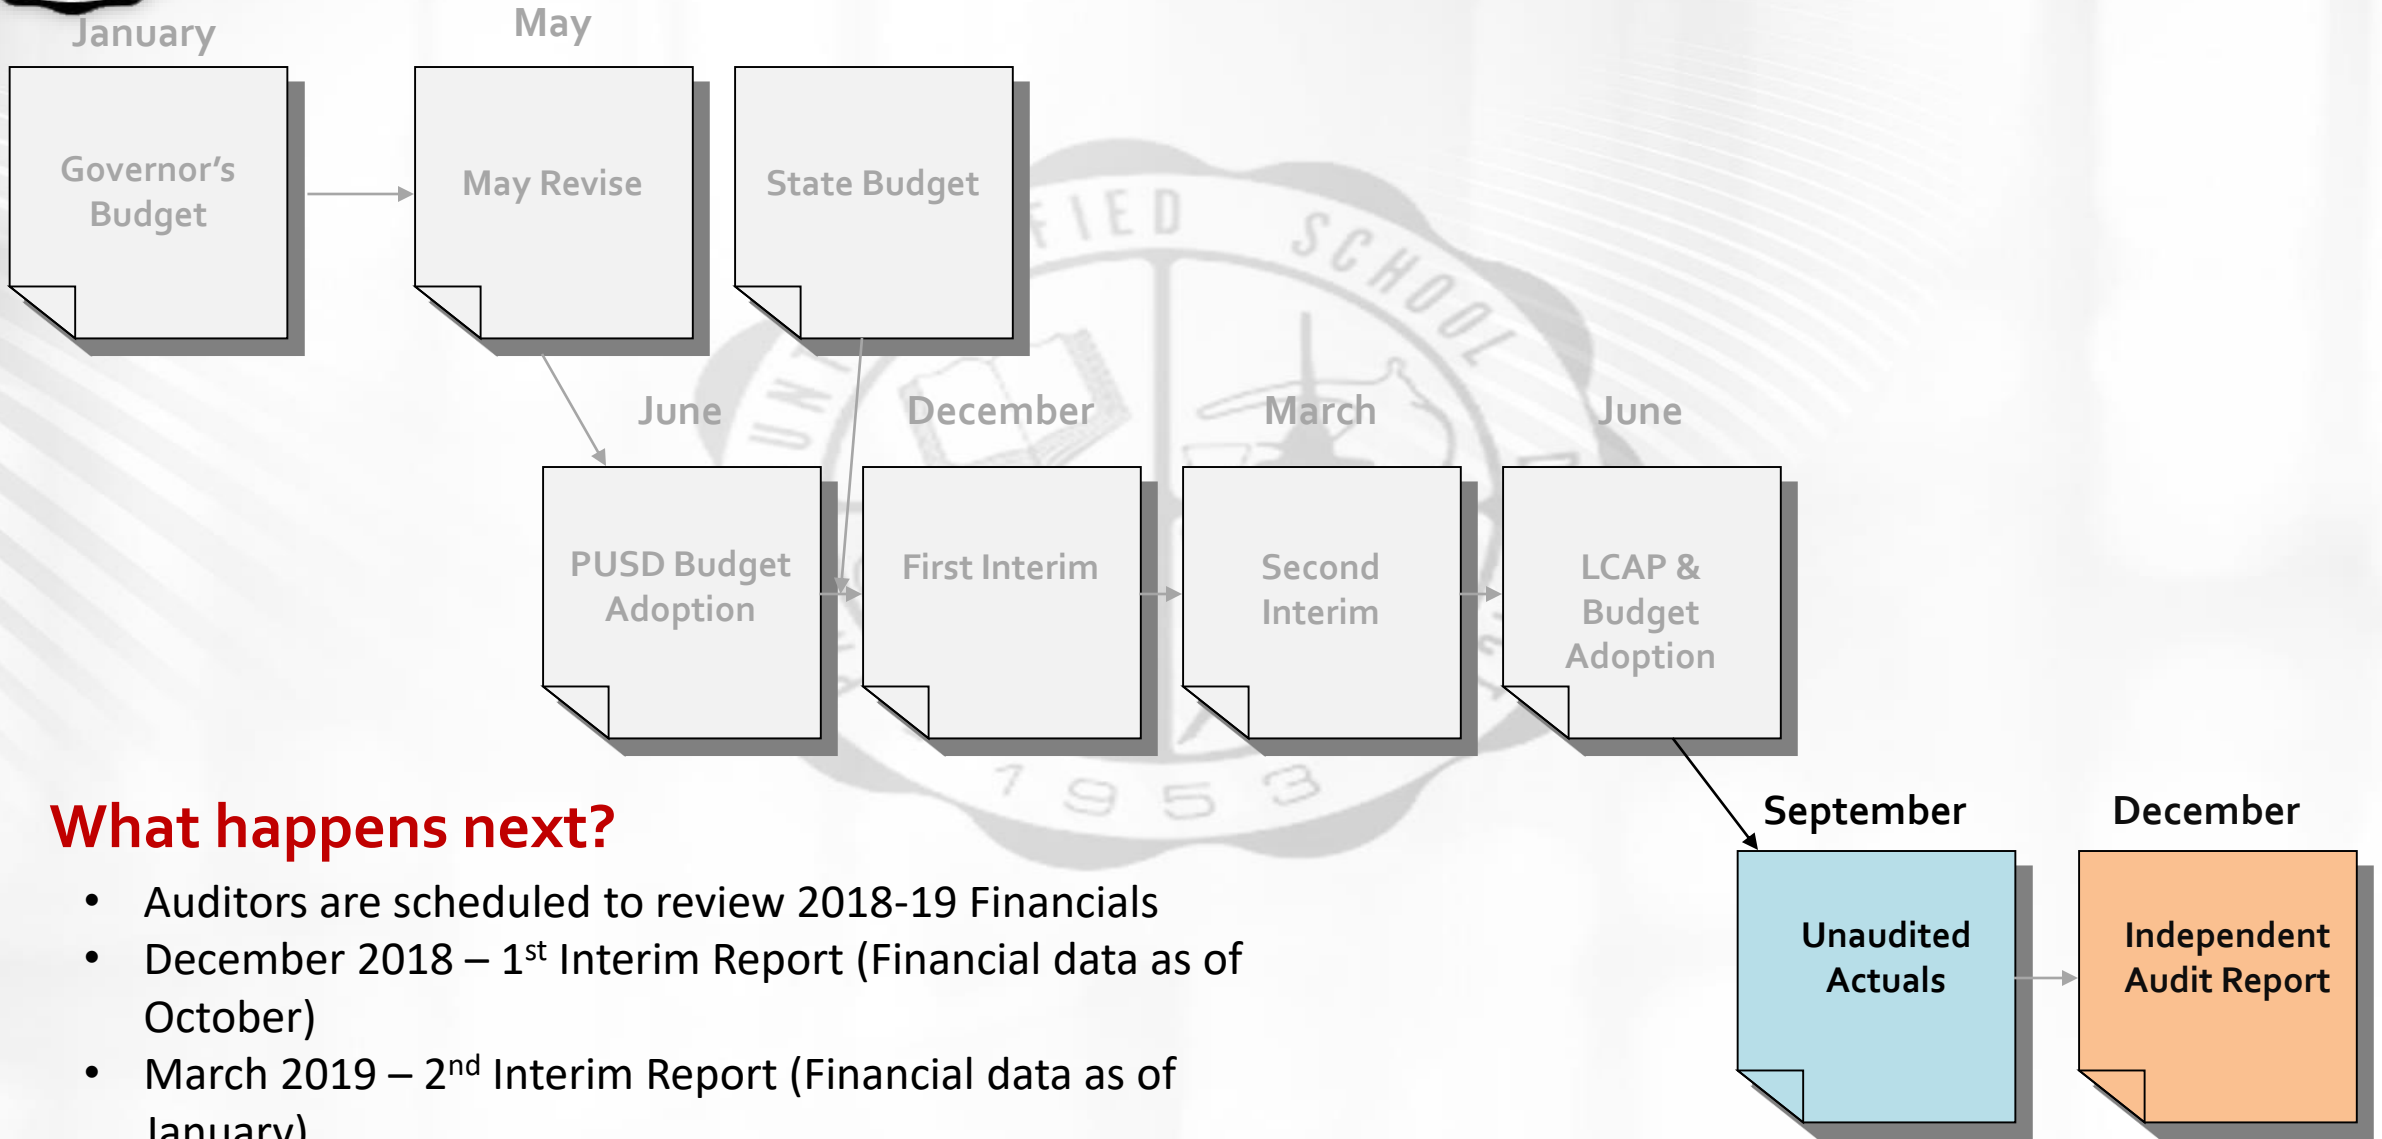 January
May
Governor’s
Budget
May Revise
State Budget
UNIFIED SCHOOL
June
December
March
June
PUSD Budget
Adoption
First Interim
Second
Interim
LCAP &
Budget
Adoption
1953
What happens next?
September
December
• Auditors are scheduled to review 2018-19 Financials
• December 2018 – 1st Interim Report (Financial data as of
October)
• March 2019 – 2nd Interim Report (Financial data as of
January)
Unaudited
Actuals
Independent
Audit Report